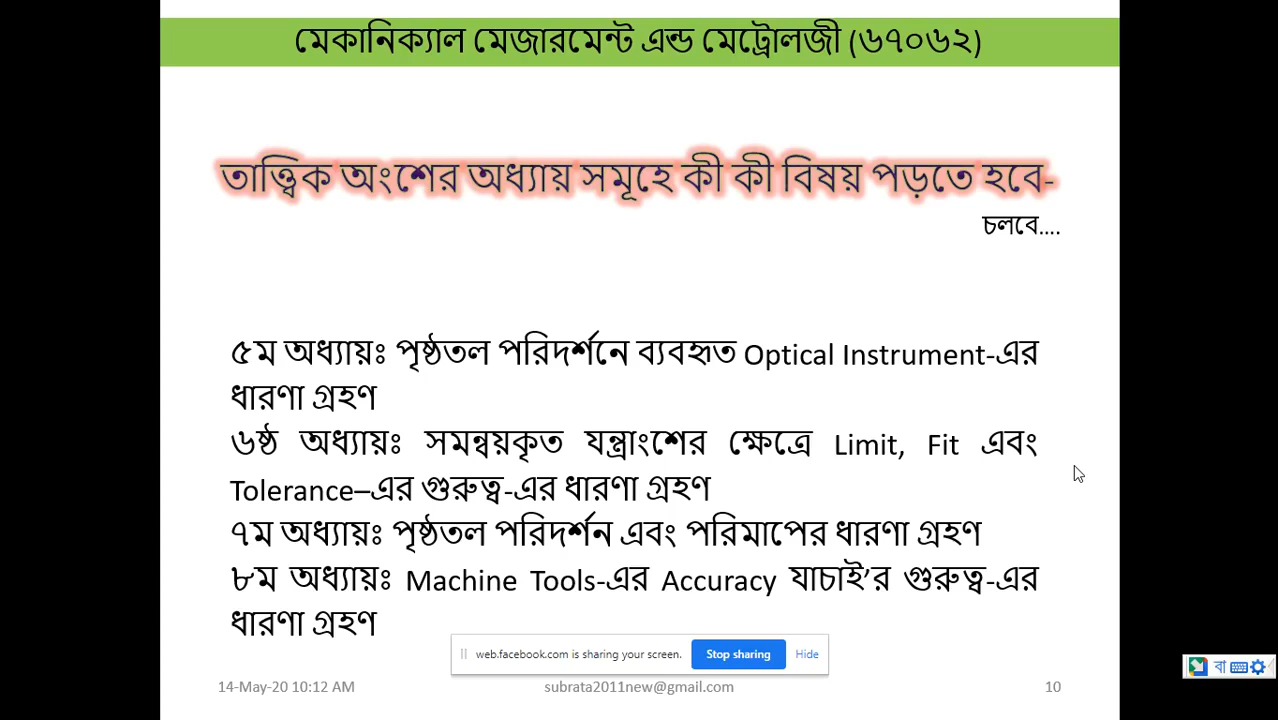 মেকানিক্যাল মেজারমেন্ট এন্ড মেট্রোলজী (৬৭০৬২)
তাত্ত্বিক অংশের অধ্যায় সমূহে কী কী বিষয় পড়তে হবে-
চলবে....
৫ম অধ্যায়ঃ পৃষ্ঠতল পরিদর্শনে ব্যবহৃত Optical Instrument-এর
ধারণা গ্রহণ
৬ষ্ঠ অধ্যায়ঃ সমন্বয়কৃত যন্ত্রাংশের ক্ষেত্রে Limit, Fit এবং
Tolerance–এর গুরুত্ব-এর ধারণা গ্রহণ
৭ম অধ্যায়ঃ পৃষ্ঠতল পরিদর্শন এবং পরিমাপের ধারণা গ্রহণ
৮ম অধ্যায়ঃ Machine Tools-এর Accuracy যাচাই’র গুরুত্ব-এর
ধারণা গ্রহণ
web.facebook.com is sharing your screen. Stop sharing Hide
বা
14-May-20 10:12 AM subrata2011new@gmail.com 10